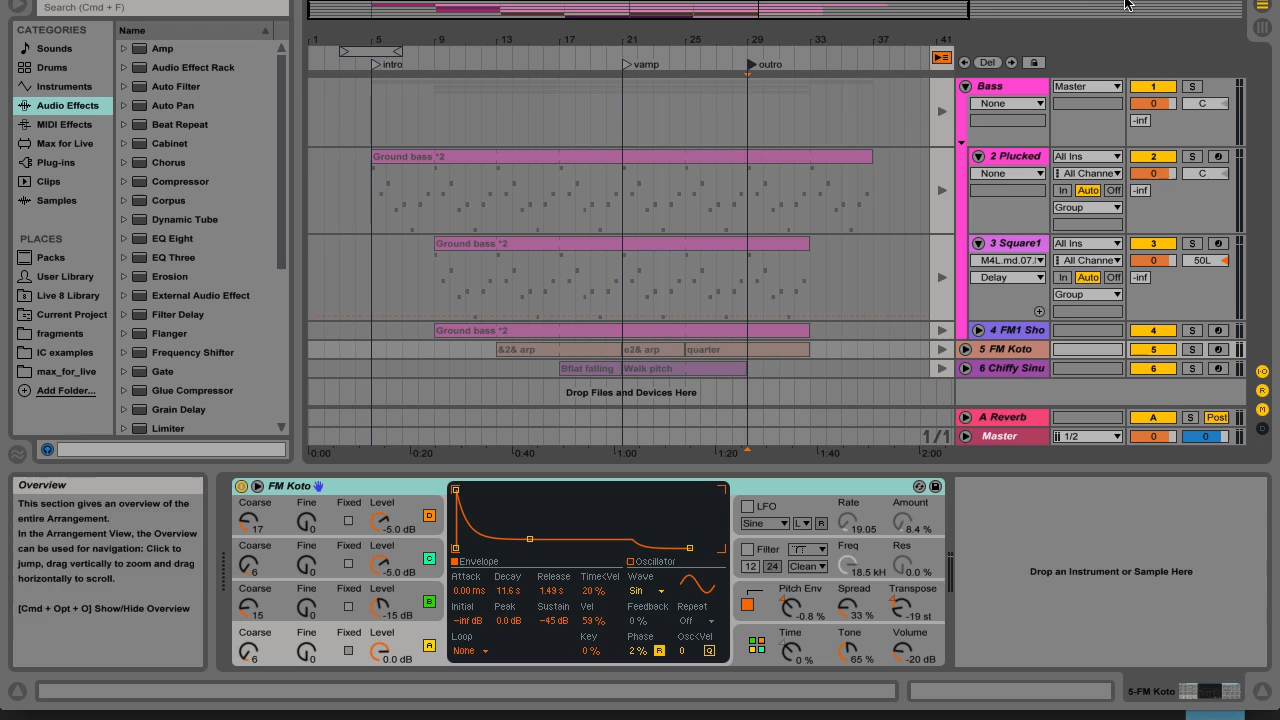 Search (Cmd + F)
CATEGORIES
Sounds
Drums
Instruments
Audio Effects
MIDI Effects
Max for Live
Plug-ins
Clips
Samples
PLACES
Packs
User Library
Live 8 Library
Current Project
fragments
IC examples
max_for_live
Add Folder...
Name
Amp
Audio Effect Rack
Auto Filter
Auto Pan
Beat Repeat
Cabinet
Chorus
Compressor
Corpus
Dynamic Tube
EQ Eight
EQ Three
Erosion
External Audio Effect
Filter Delay
Flanger
Frequency Shifter
Gate
Glue Compressor
Grain Delay
Limiter
1 5 9 13 17 21 25 29 33 37 41
intro vamp outro
Del
Ground bass *2
Ground bass *2
Ground bass *2
&2& arp e2& arp quarter
Bflat falling Walk pitch
Drop Files and Devices Here
1/1
0:00 0:20 0:40 1:00 1:20 1:40 2:00
Bass Master 1 S
None 0 C
-inf
2 Plucked All Ins 2 S
None All Channe 0 C
In Auto Off -inf
Group
3 Square1 All Ins 3 S
M4L.md.07. All Channe 0 50L
Delay In Auto Off -inf
Group
4 FM1 Sho 4
5 FM Koto 5
6 Chiffy Sinu 6
A Reverb A S Post
Master 1/2 0 0
I·O
R
M
D
Overview
This section gives an overview of the
entire Arrangement.
In the Arrangement View, the Overview
can be used for navigation: Click to
jump, drag vertically to zoom and drag
horizontally to scroll.
[Cmd + Opt + O] Show/Hide Overview
FM Koto
Coarse Fine Fixed Level
17 0 -5.0 dB D
Coarse Fine Fixed Level
6 0 -5.0 dB C
Coarse Fine Fixed Level
15 0 -15 dB B
Coarse Fine Fixed Level
6 0 0.0 dB A
Envelope Oscillator
Attack Decay Release Time<Vel Wave
0.00 ms 11.6 s 1.49 s 20 % Sin
Initial Peak Sustain Vel Feedback Repeat
-inf dB 0.0 dB -45 dB 59 % 0 % Off
Loop Key Phase Osc<Vel
None 0 % 2 % R 0 Q
LFO Rate Amount
Sine L R 19.05 8.4 %
Filter Freq Res
12 24 Clean 18.5 kH 0.0 %
Pitch Env Spread Transpose
-0.8 % 33 % -19 st
Time Tone Volume
0 % 65 % -20 dB
Drop an Instrument or Sample Here
5-FM Koto